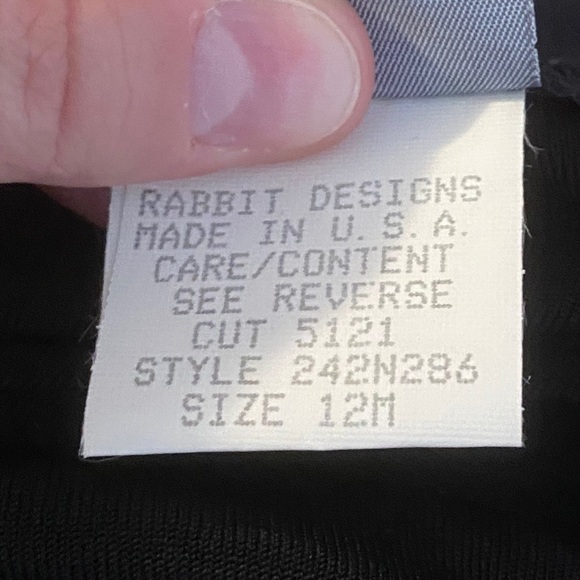 RABBIT DESIGNS
MADE IN U.S.A.
CARE/CONTENT
SEE REVERSE
CUT 5121
STYLE 242N286
SIZE 12M